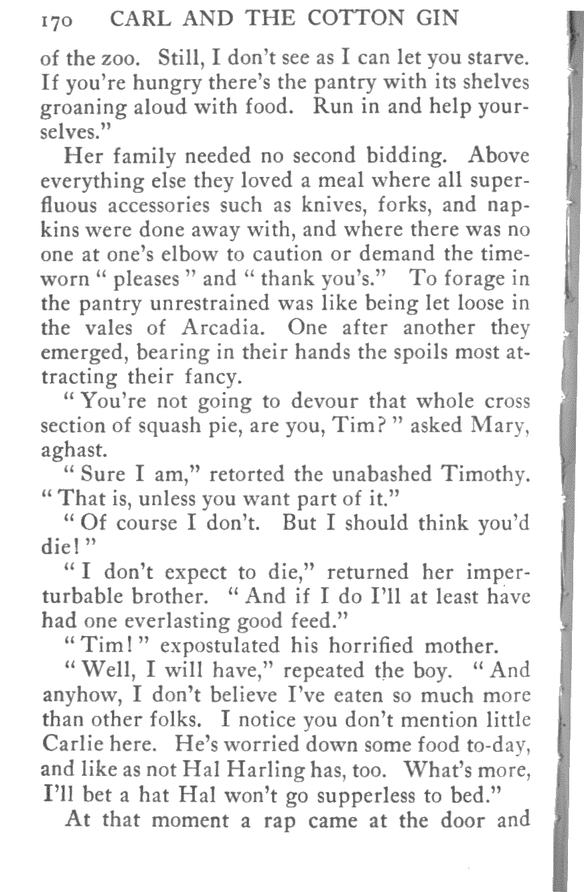 170 CARL AND THE COTTON GIN
of the zoo. Still, I don't see as I can let you starve.
If you're hungry there's the pantry with its shelves
groaning aloud with food. Run in and help your-
selves."
Her family needed no second bidding. Above
everything else they loved a meal where all super-
fluous accessories such as knives, forks, and nap-
kins were done away with, and where there was no
one at one's elbow to caution or demand the time-
worn " pleases " and " thank you's." To forage in
the pantry unrestrained was like being let loose in
the vales of Arcadia. One after another they
emerged, bearing in their hands the spoils most at-
tracting their fancy.
" You're not going to devour that whole cross
section of squash pie, are you, Tim? " asked Mary,
aghast.
" Sure I am," retorted the unabashed Timothy.
" That is, unless you want part of it."
" Of course I don't. But I should think you'd
die! "
" I don't expect to die," returned her imper-
turbable brother. " And if I do I'll at least have
had one everlasting good feed."
" Tim! " expostulated his horrified mother.
" Well, I will have," repeated the boy. " And
anyhow, I don't believe I've eaten so much more
than other folks. I notice you don't mention little
Carlie here. He's worried down some food to-day,
and like as not Hal Harling has, too. What's more,
I'll bet a hat Hal won't go supperless to bed."
At that moment a rap came at the door and